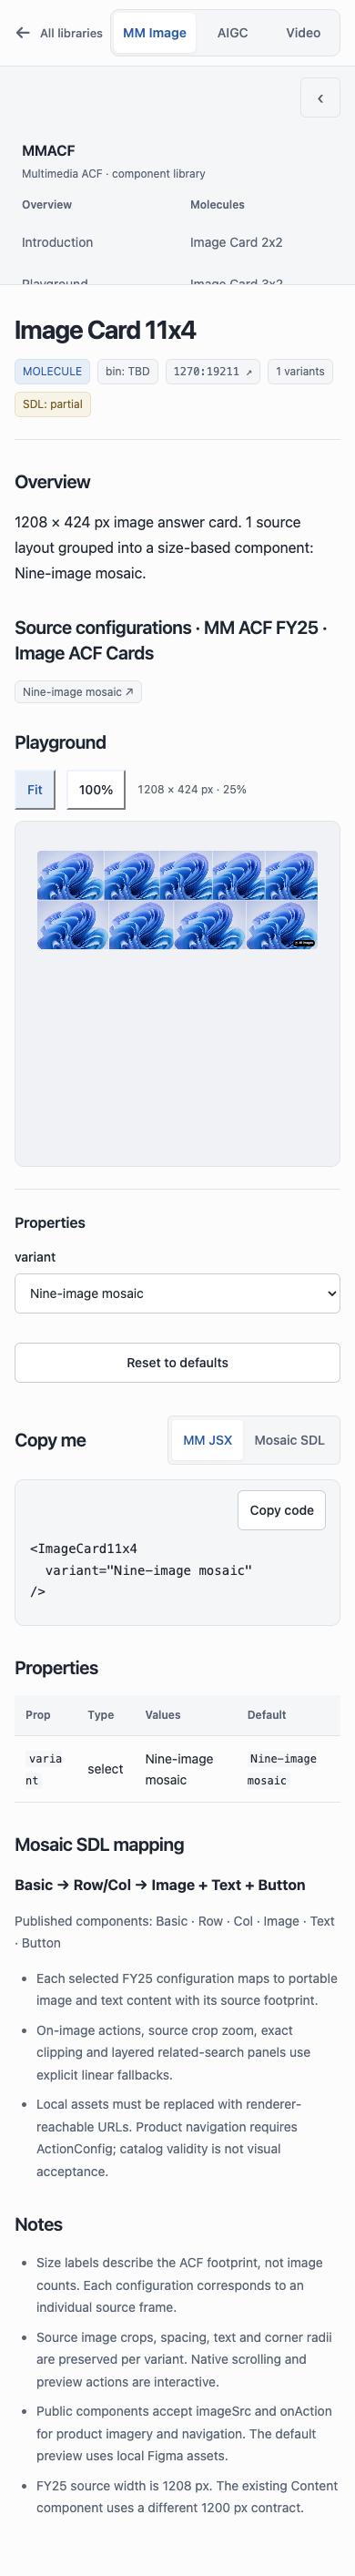 ← All libraries MM Image AIGC Video
‹
MMACF
Multimedia ACF · component library
Overview Molecules
Introduction Image Card 2x2
Playground Image Card 3x2
Image Card 11x4
MOLECULE bin: TBD 1270:19211 ↗ 1 variants
SDL: partial
Overview
1208 × 424 px image answer card. 1 source
layout grouped into a size-based component:
Nine-image mosaic.
Source configurations · MM ACF FY25 ·
Image ACF Cards
Nine-image mosaic ↗
Playground
Fit 100% 1208 × 424 px · 25%
Properties
variant
Nine-image mosaic
Reset to defaults
Copy me MM JSX Mosaic SDL
Copy code
<ImageCard11x4
variant="Nine-image mosaic"
/>
Properties
Prop Type Values Default
varia
nt select Nine-image
mosaic Nine-image
mosaic
Mosaic SDL mapping
Basic → Row/Col → Image + Text + Button
Published components: Basic · Row · Col · Image · Text
· Button
• Each selected FY25 configuration maps to portable
image and text content with its source footprint.
• On-image actions, source crop zoom, exact
clipping and layered related-search panels use
explicit linear fallbacks.
• Local assets must be replaced with renderer-
reachable URLs. Product navigation requires
ActionConfig; catalog validity is not visual
acceptance.
Notes
• Size labels describe the ACF footprint, not image
counts. Each configuration corresponds to an
individual source frame.
• Source image crops, spacing, text and corner radii
are preserved per variant. Native scrolling and
preview actions are interactive.
• Public components accept imageSrc and onAction
for product imagery and navigation. The default
preview uses local Figma assets.
• FY25 source width is 1208 px. The existing Content
component uses a different 1200 px contract.